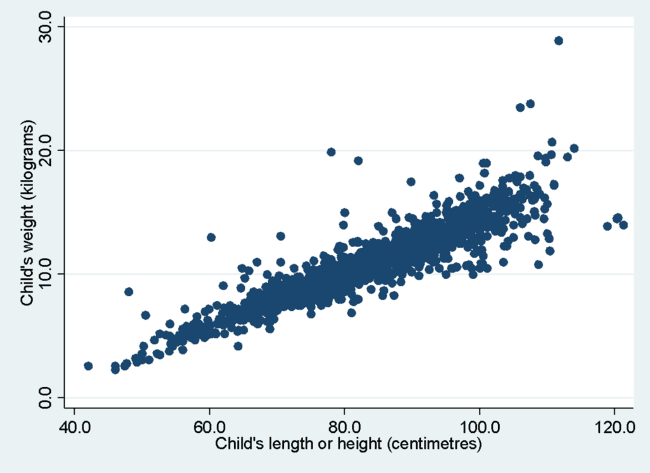 30.0
20.0
10.0
0.0
Child's weight (kilograms)
40.0 60.0 80.0 100.0 120.0
Child's length or height (centimetres)